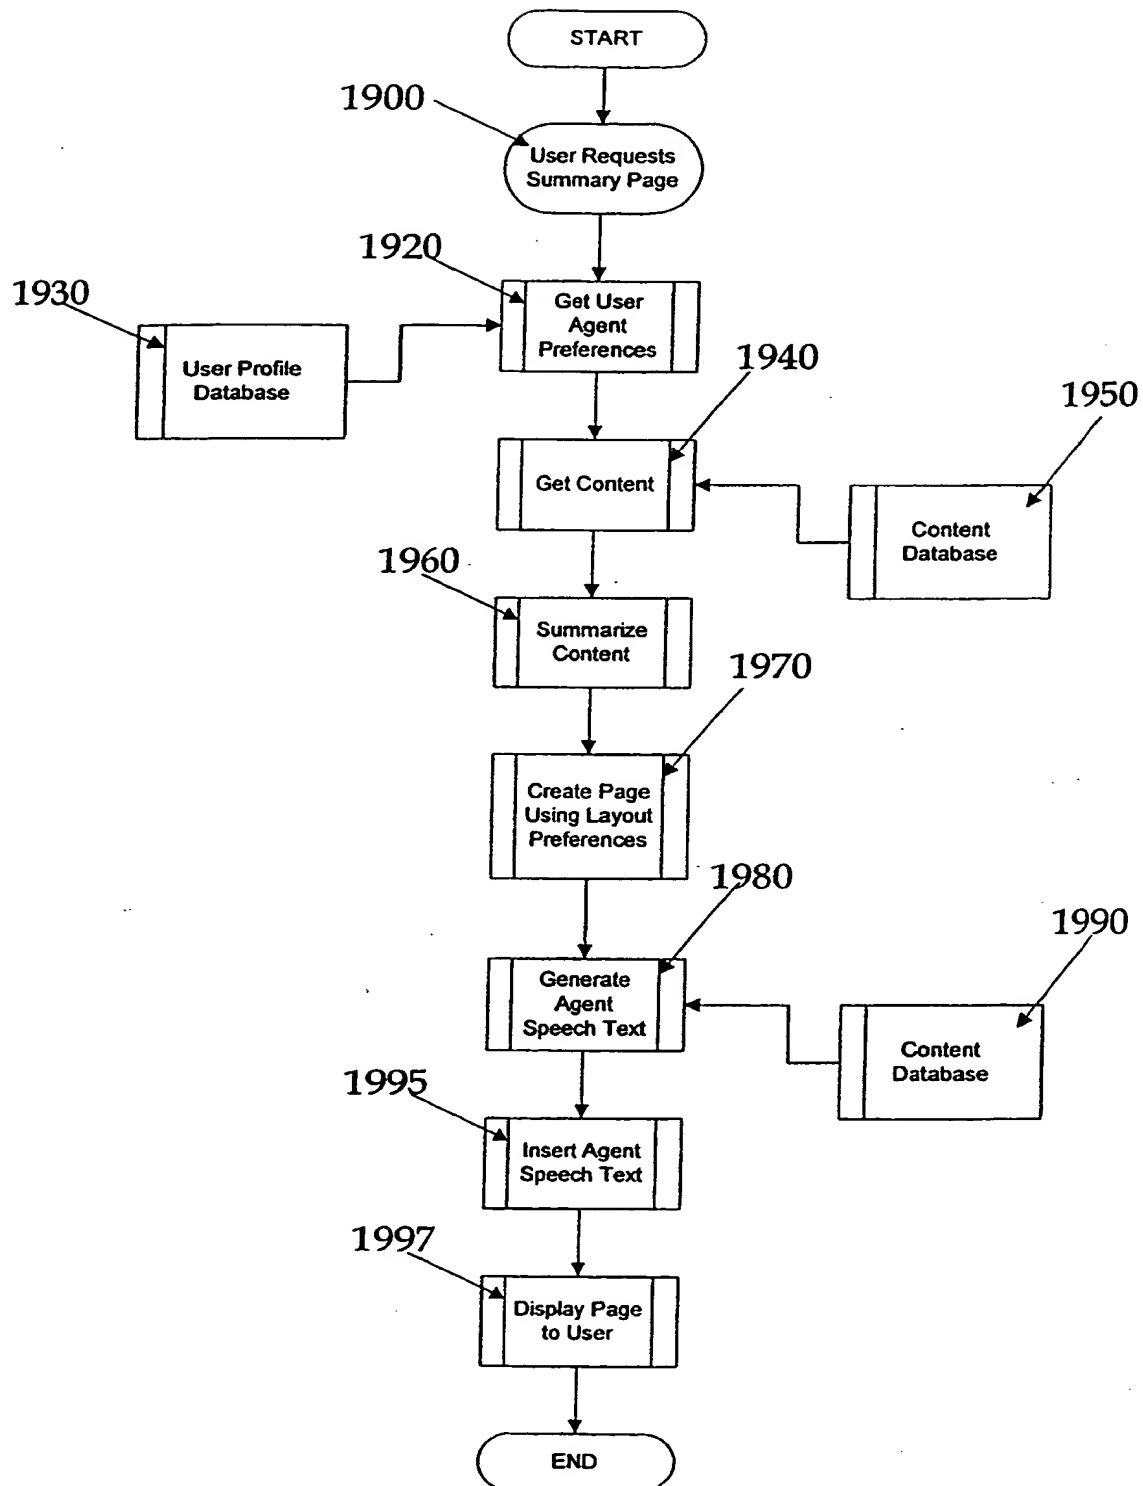 START
1900
User Requests
Summary Page
1920
1930
Get User
Agent
Preferences
User Profile
Database
1940
1950
Get Content
Content
Database
1960
Summarize
Content
1970
Create Page
Using Layout
Preferences
1980
1990
Generate
Agent
Speech Text
Content
Database
1995
Insert Agent
Speech Text
1997
Display Page
to User
END